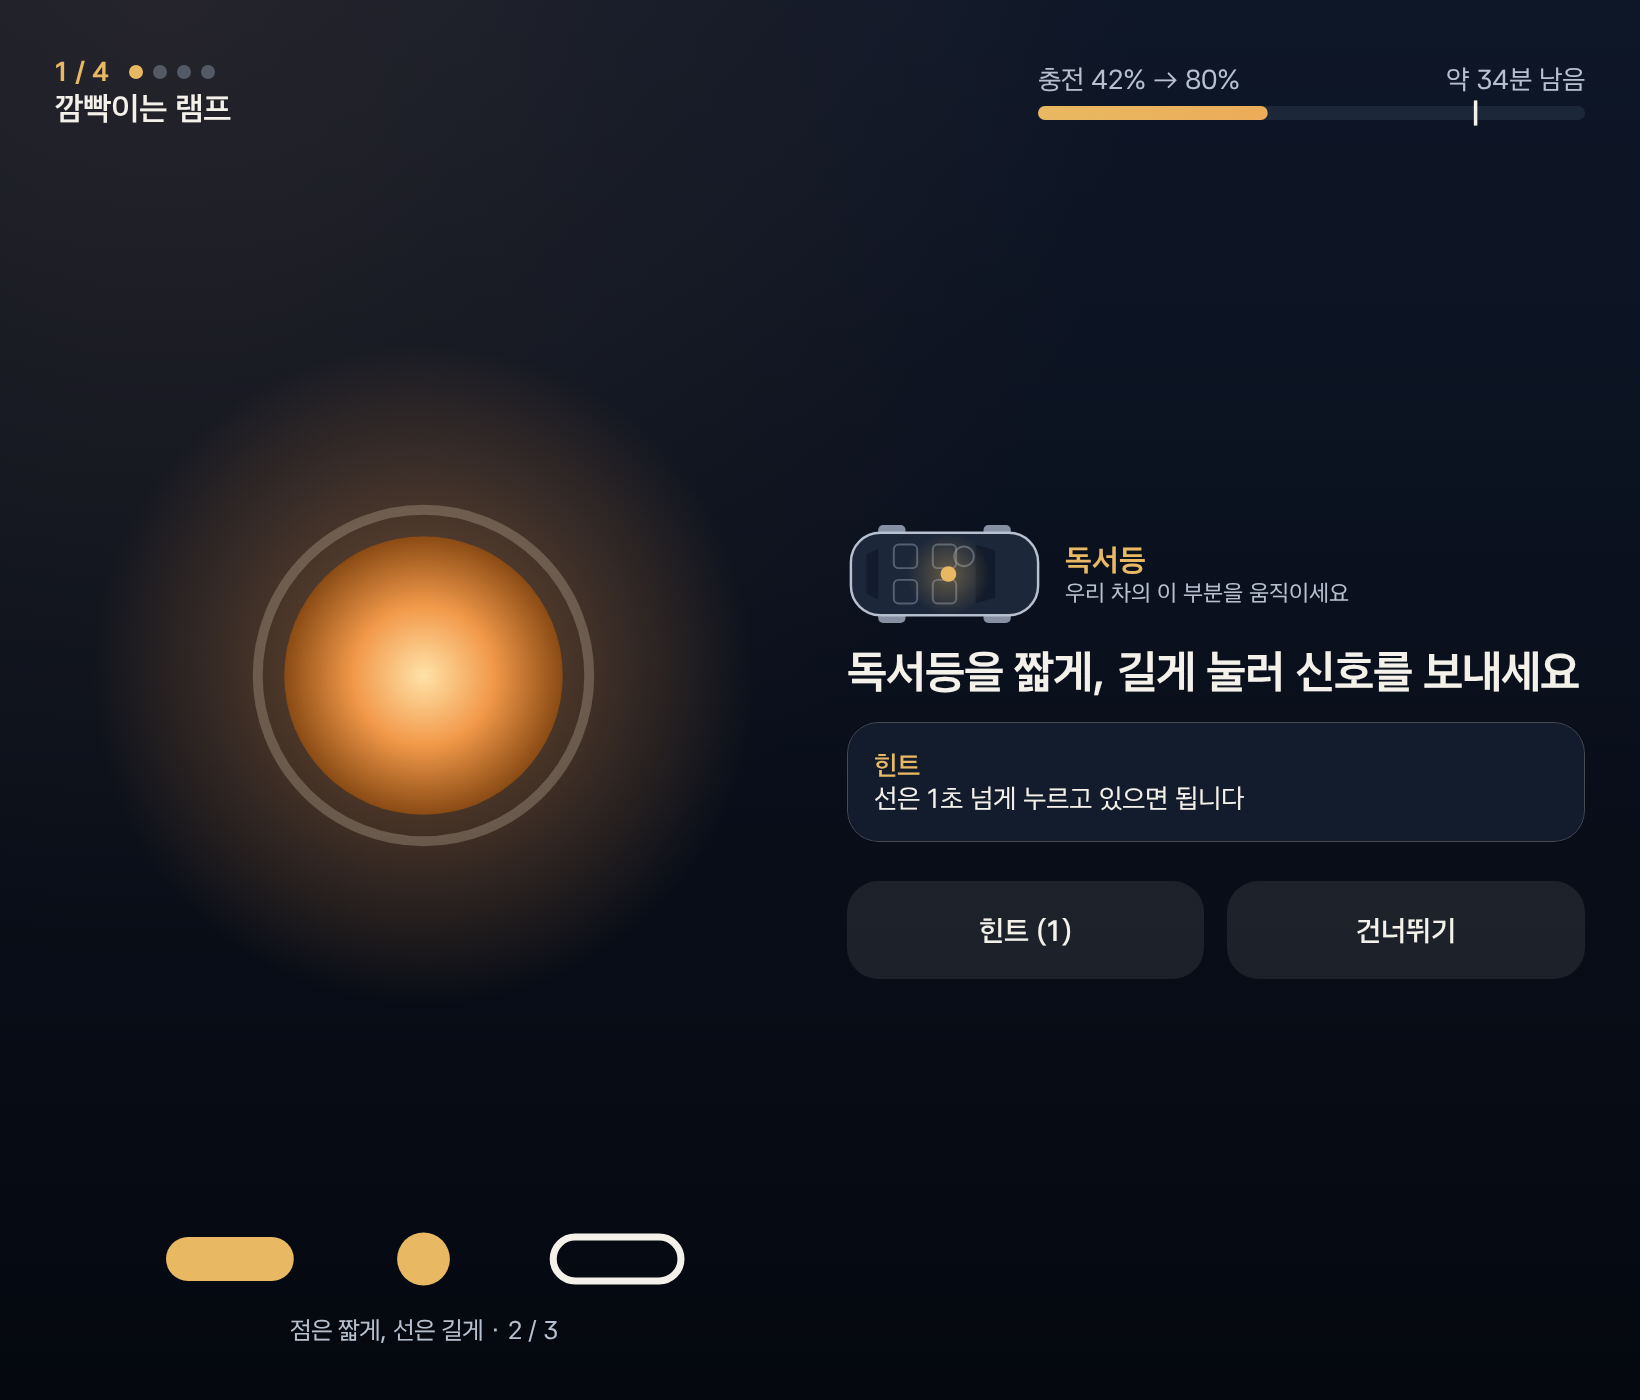 1 / 4
깜빡이는 램프
충전 42% → 80%
약 34분 남음
독서등
우리 차의 이 부분을 움직이세요
독서등을 짧게, 길게 눌러 신호를 보내세요
힌트
선은 1초 넘게 누르고 있으면 됩니다
힌트 (1)
건너뛰기
점은 짧게, 선은 길게 · 2 / 3